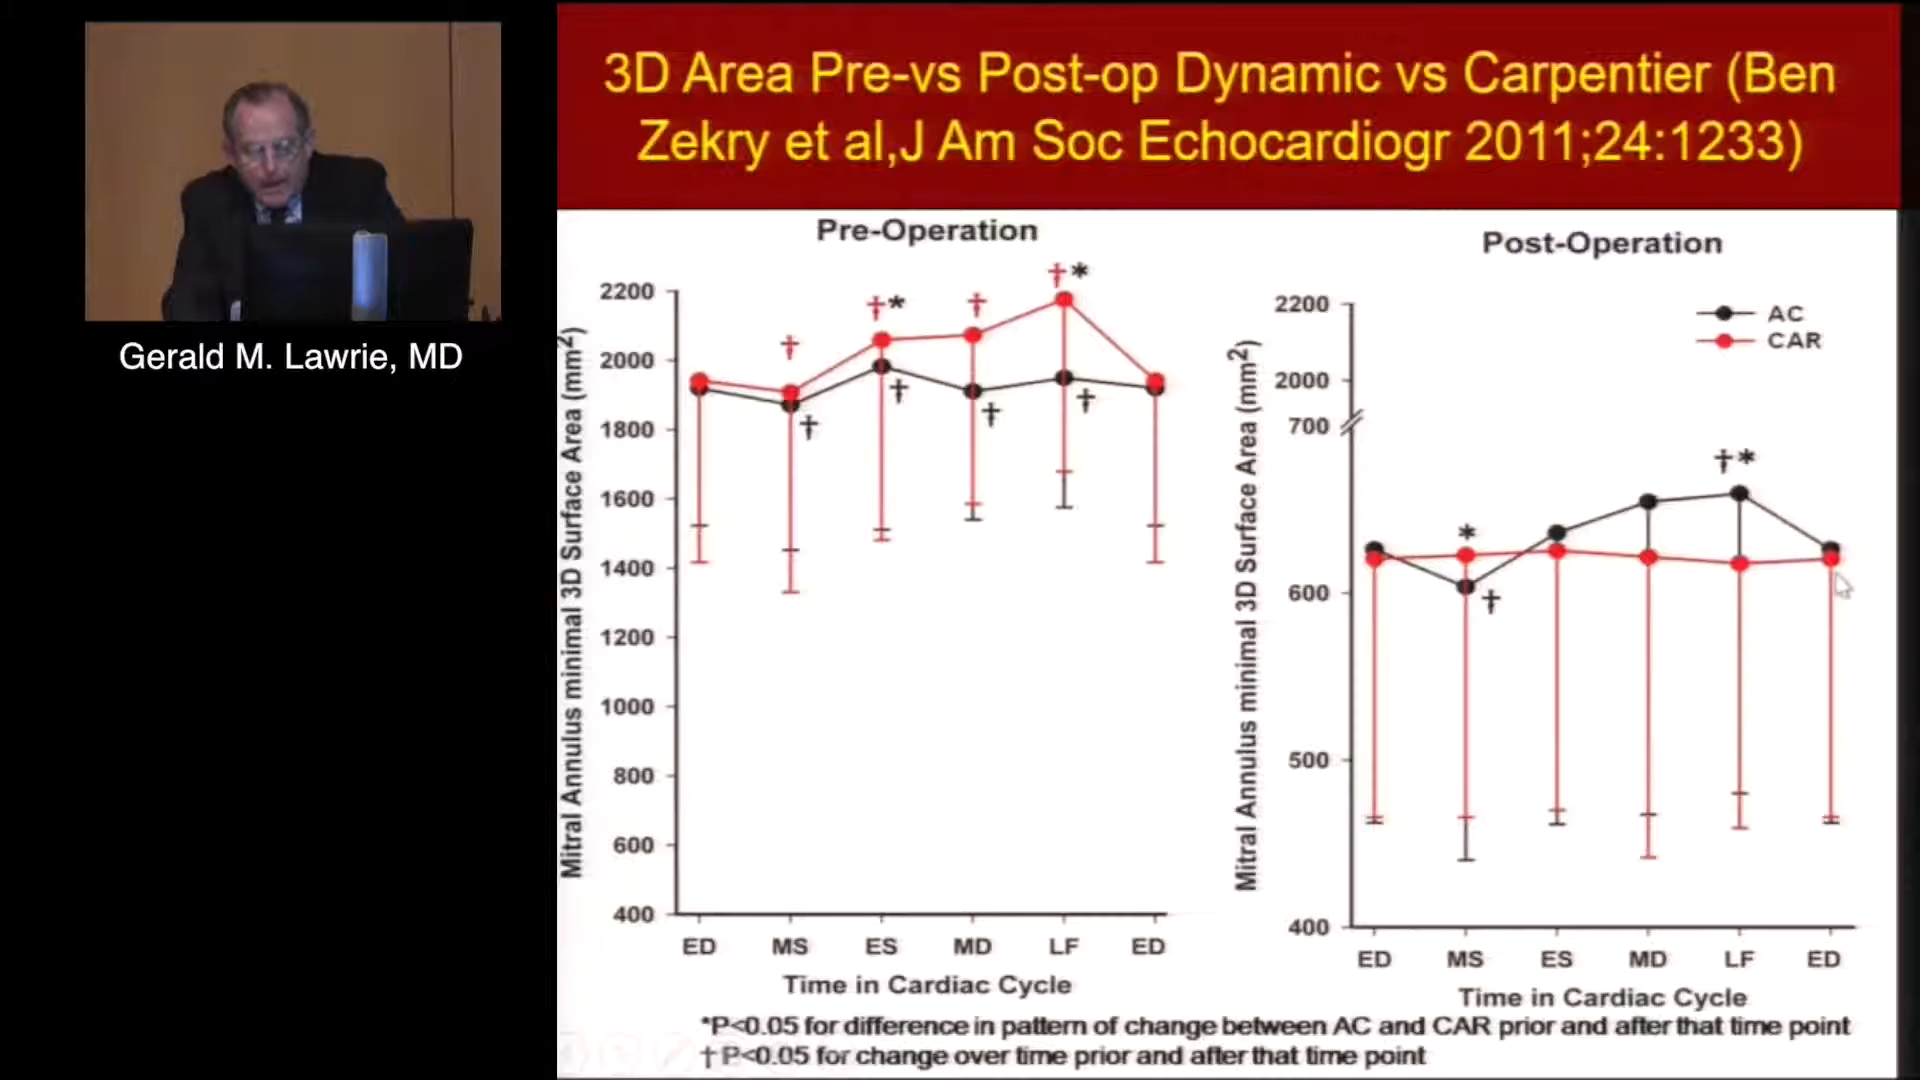 3D Area Pre-vs Post-op Dynamic vs Carpentier (Ben
Zekry et al,J Am Soc Echocardiogr 2011;24:1233)
Gerald M. Lawrie, MD
Pre-Operation
Mitral Annulus minimal 3D Surface Area (mm²)
2200
2000
1800
1600
1400
1200
1000
800
600
400
† † * † † *
† † † †
ED MS ES MD LF ED
Time in Cardiac Cycle
Post-Operation
AC
CAR
Mitral Annulus minimal 3D Surface Area (mm²)
2200
2000
700
600
500
400
† *
*
†
ED MS ES MD LF ED
Time in Cardiac Cycle
*P<0.05 for difference in pattern of change between AC and CAR prior and after that time point
† P<0.05 for change over time prior and after that time point